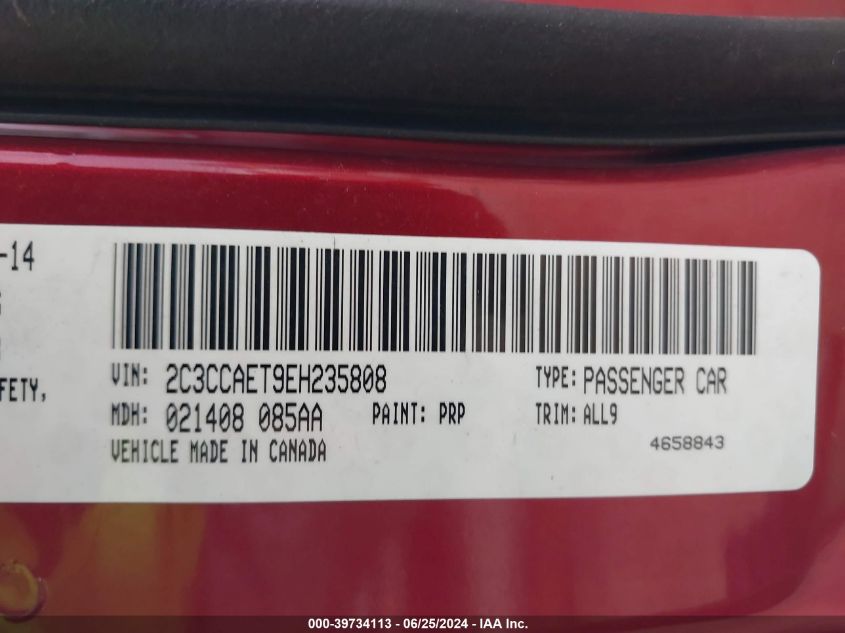 -14
VIN: 2C3CCAET9EH235808 TYPE: PASSENGER CAR
FETY,
MDH: 021408 085AA PAINT: PRP TRIM: ALL9
VEHICLE MADE IN CANADA 4658843
000-39734113 - 06/25/2024 - IAA, Inc.